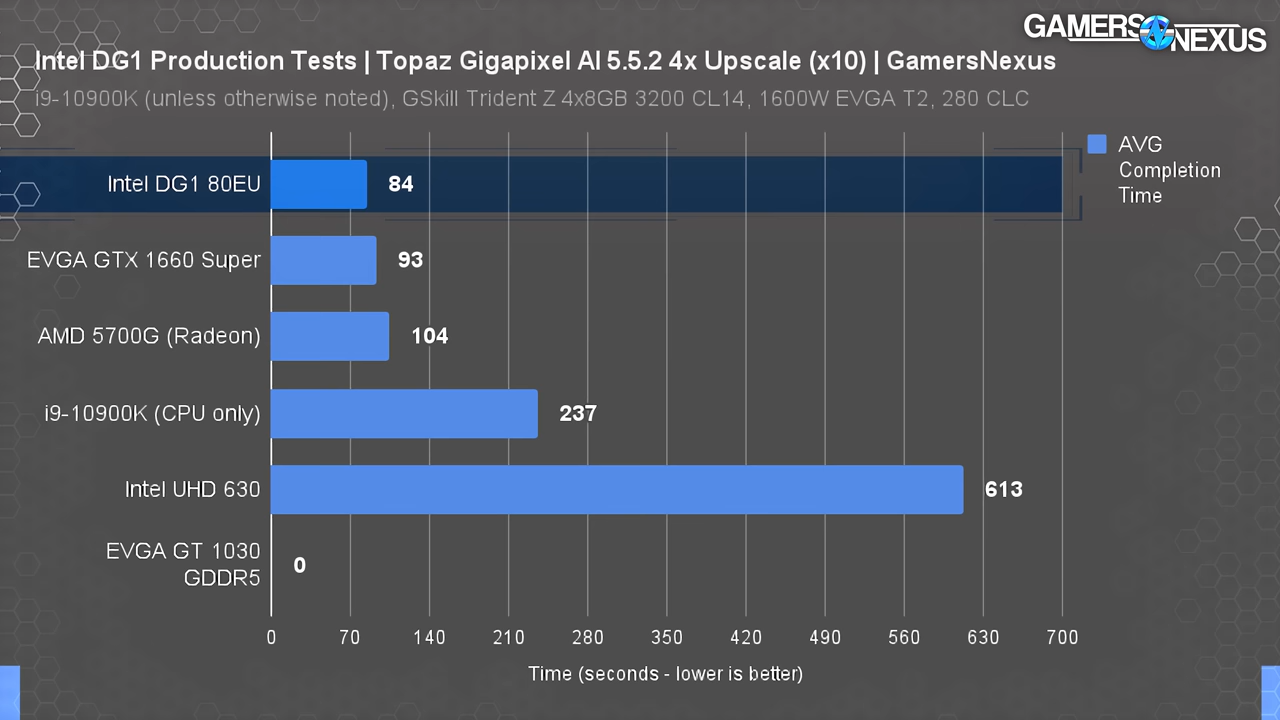 GAMERS NEXUS
Intel DG1 Production Tests | Topaz Gigapixel AI 5.5.2 4x Upscale (x10) | GamersNexus
i9-10900K (unless otherwise noted), GSkill Trident Z 4x8GB 3200 CL14, 1600W EVGA T2, 280 CLC
AVG
Completion
Time
Intel DG1 80EU 84
EVGA GTX 1660 Super 93
AMD 5700G (Radeon) 104
i9-10900K (CPU only) 237
Intel UHD 630 613
EVGA GT 1030
GDDR5
0
0 70 140 210 280 350 420 490 560 630 700
Time (seconds - lower is better)